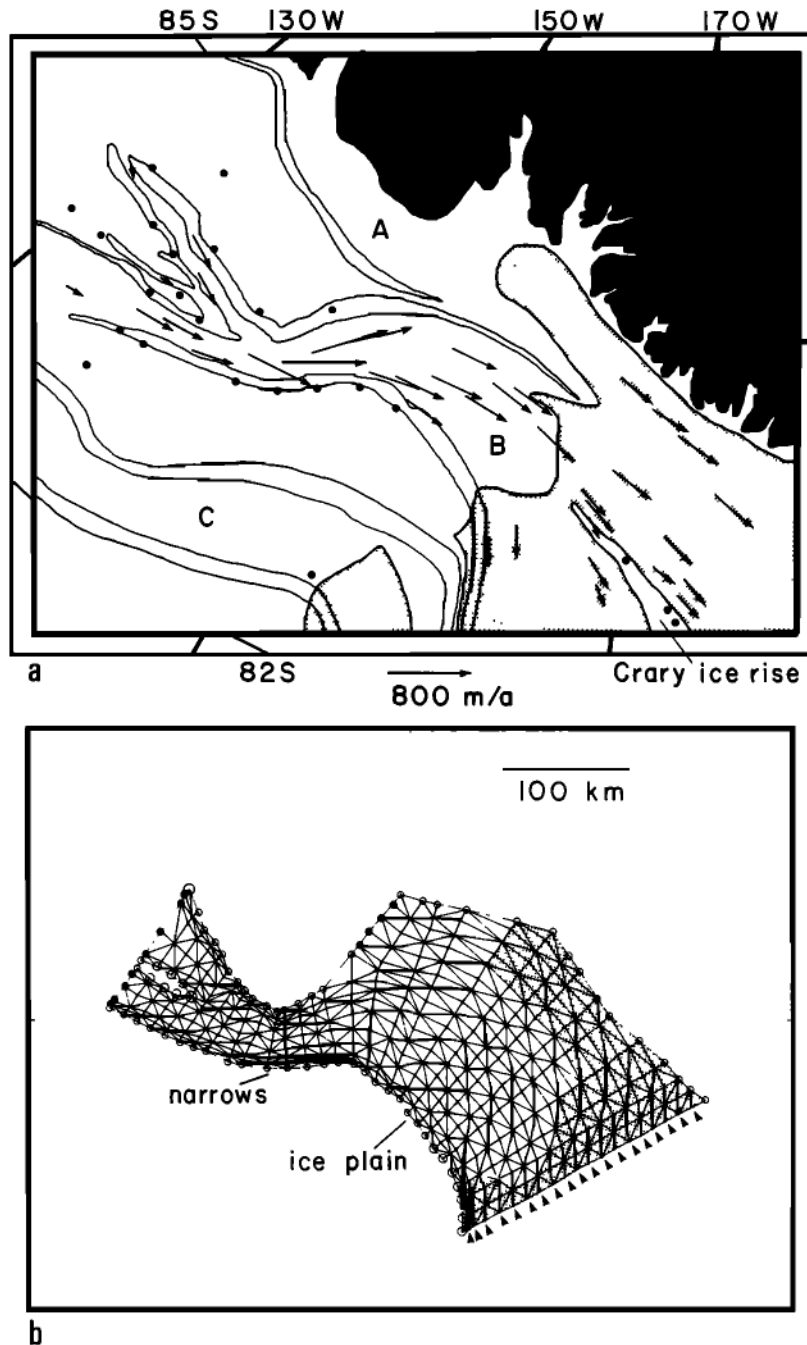 85S 130W 150W 170W
A
B
C
a 82S Crary ice rise
800 m/a
100 km
narrows
ice plain
b